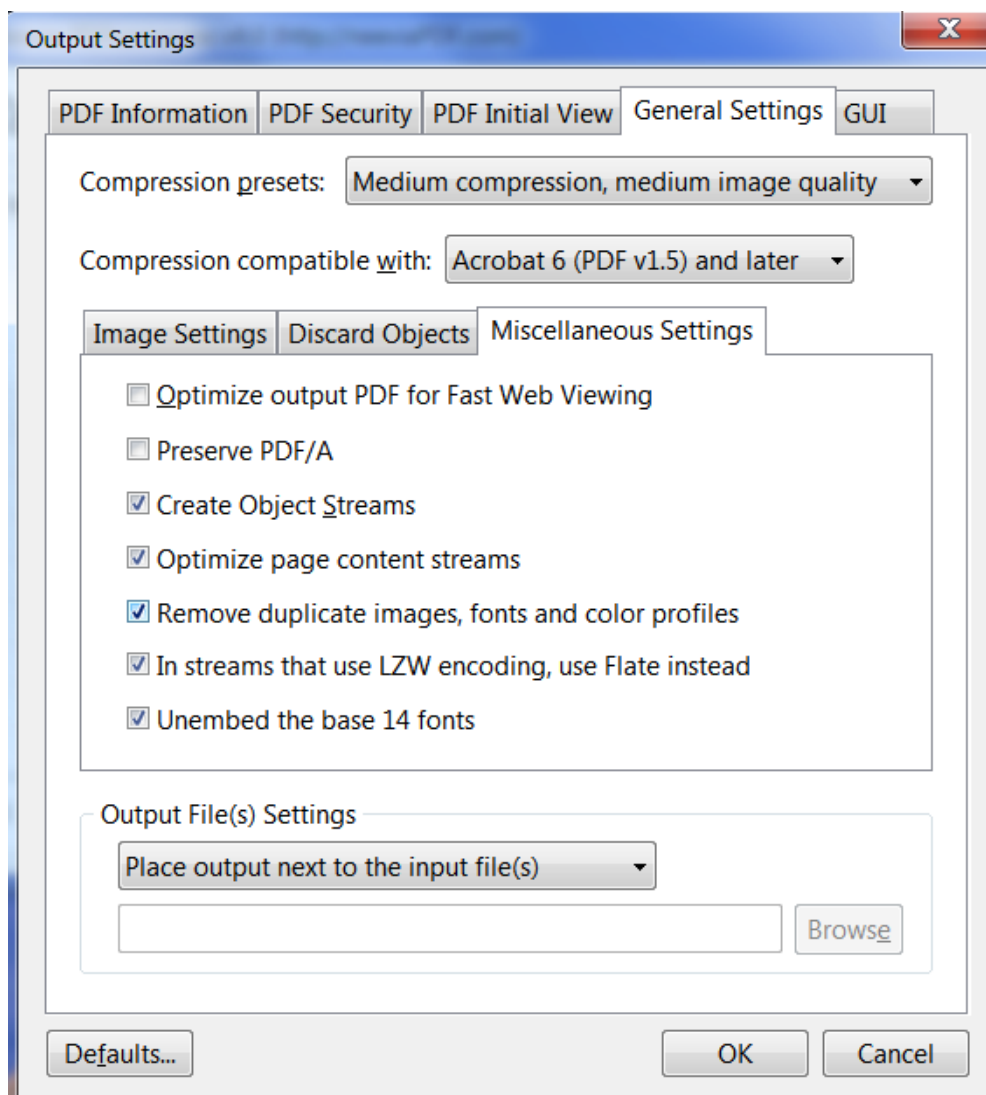 Output Settings
PDF Information PDF Security PDF Initial View General Settings GUI
Compression presets: Medium compression, medium image quality
Compression compatible with: Acrobat 6 (PDF v1.5) and later
Image Settings Discard Objects Miscellaneous Settings
Optimize output PDF for Fast Web Viewing
Preserve PDF/A
Create Object Streams
Optimize page content streams
Remove duplicate images, fonts and color profiles
In streams that use LZW encoding, use Flate instead
Unembed the base 14 fonts
Output File(s) Settings
Place output next to the input file(s)
Browse
Defaults... OK Cancel